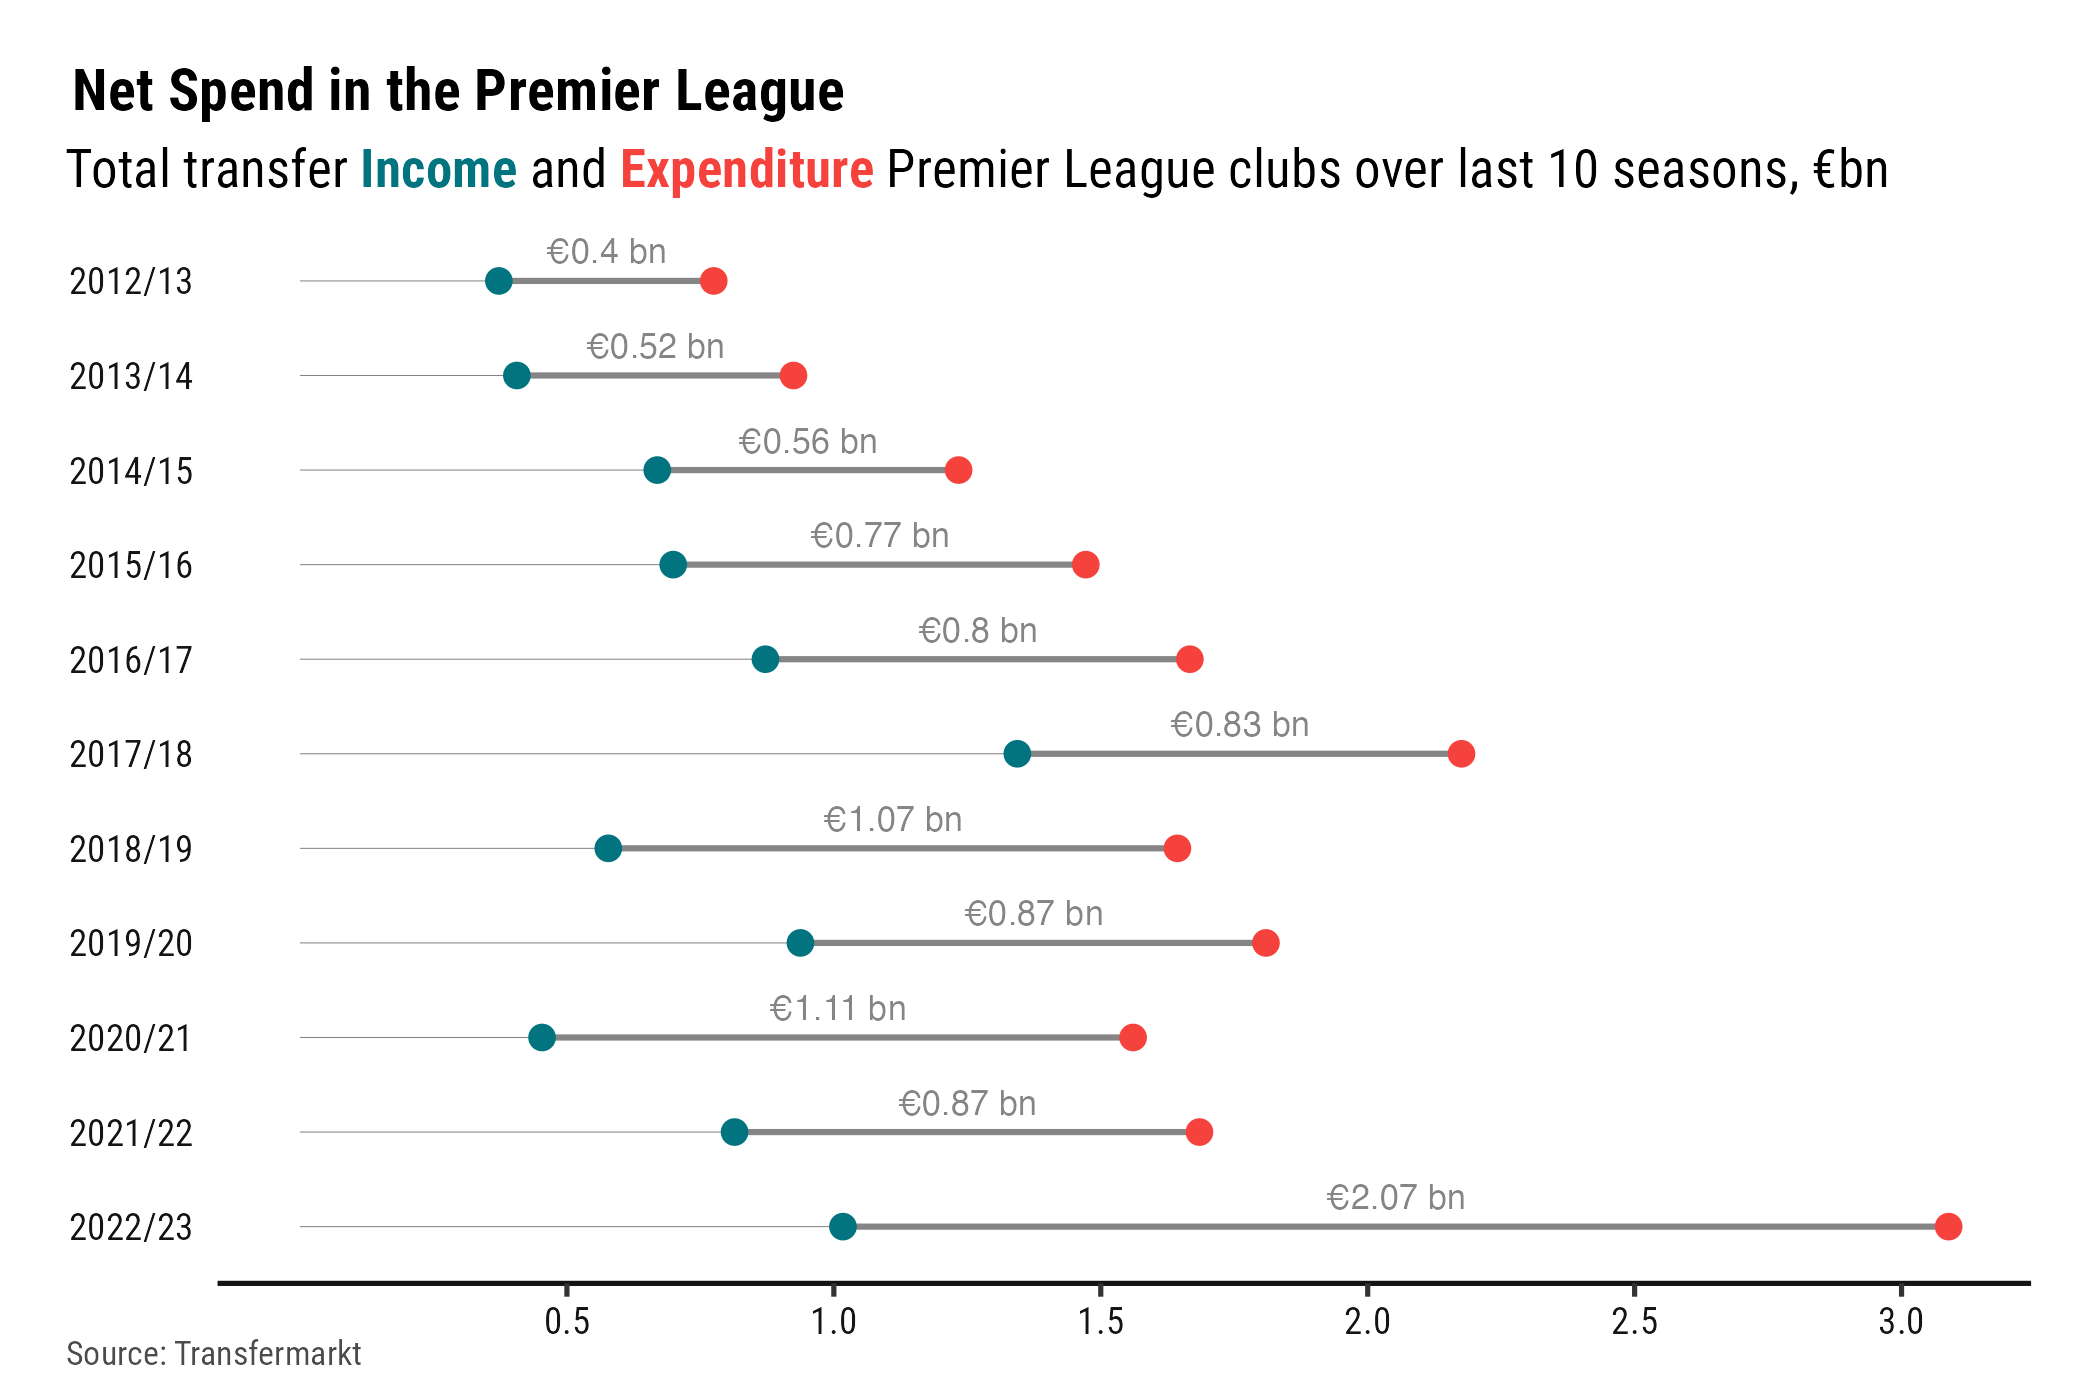 Net Spend in the Premier League
Total transfer Income and Expenditure Premier League clubs over last 10 seasons, €bn
€0.4 bn
2012/13
€0.52 bn
2013/14
€0.56 bn
2014/15
€0.77 bn
2015/16
€0.8 bn
2016/17
€0.83 bn
2017/18
€1.07 bn
2018/19
€0.87 bn
2019/20
€1.11 bn
2020/21
€0.87 bn
2021/22
€2.07 bn
2022/23
0.5 1.0 1.5 2.0 2.5 3.0
Source: Transfermarkt